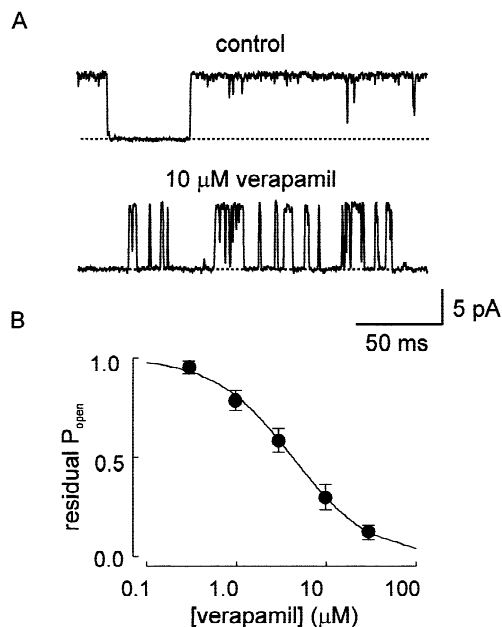 A
control
10 μM verapamil
5 pA
50 ms
B
1.0
0.5
0.0
residual Popen
0.1 1.0 10 100
[verapamil] (μM)